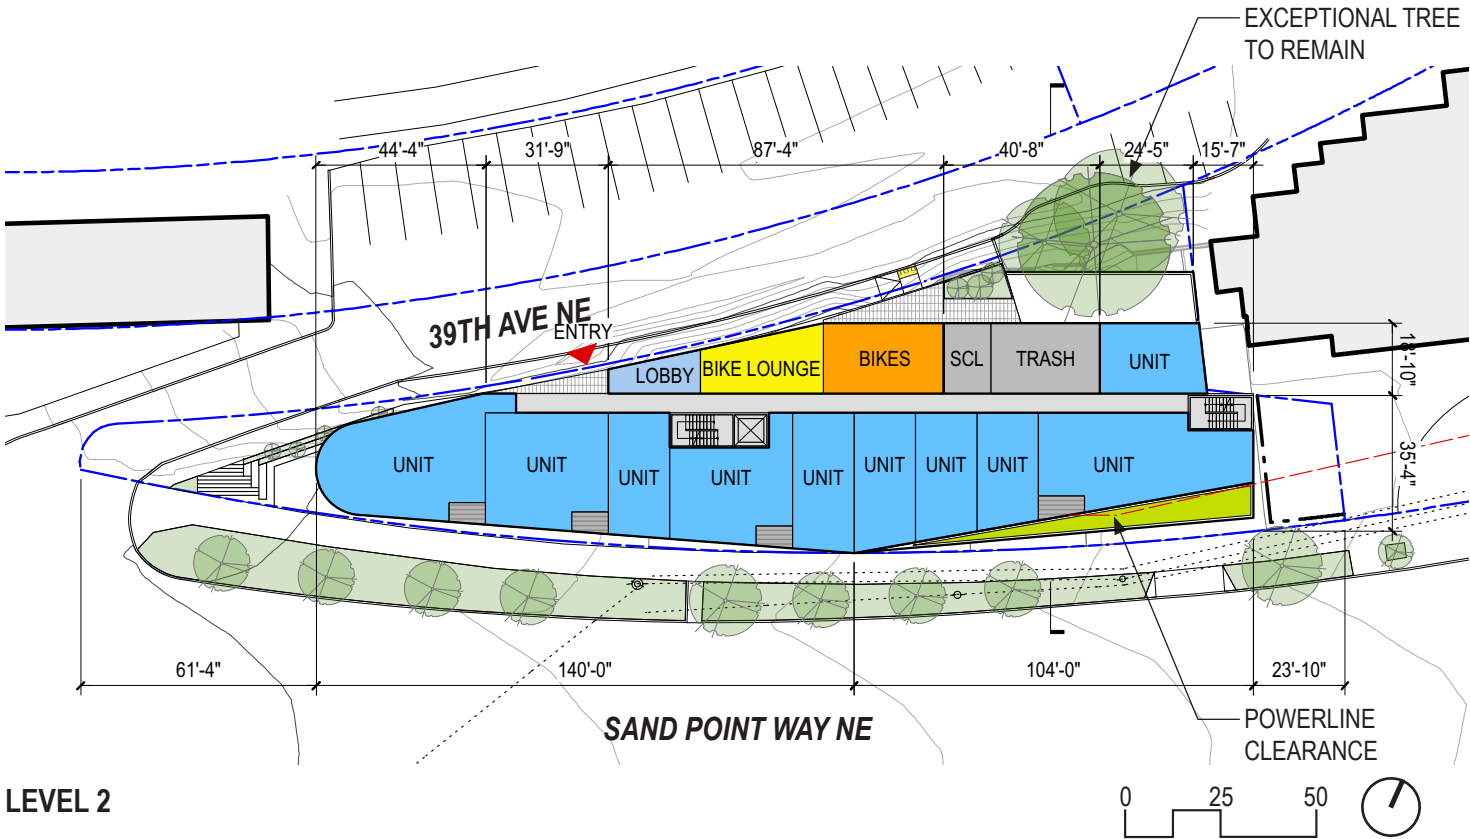 EXCEPTIONAL TREE
TO REMAIN
44'-4"
31'-9"
87'-4"
40'-8"
24'-5"
15'-7"
39TH AVE NE
ENTRY
LOBBY
BIKE LOUNGE
BIKES
SCL
TRASH
UNIT
18'-10"
UNIT
UNIT
UNIT
UNIT
UNIT
UNIT
UNIT
UNIT
UNIT
35'-4"
61'-4"
140'-0"
104'-0"
23'-10"
SAND POINT WAY NE
POWERLINE
CLEARANCE
LEVEL 2
0 25 50